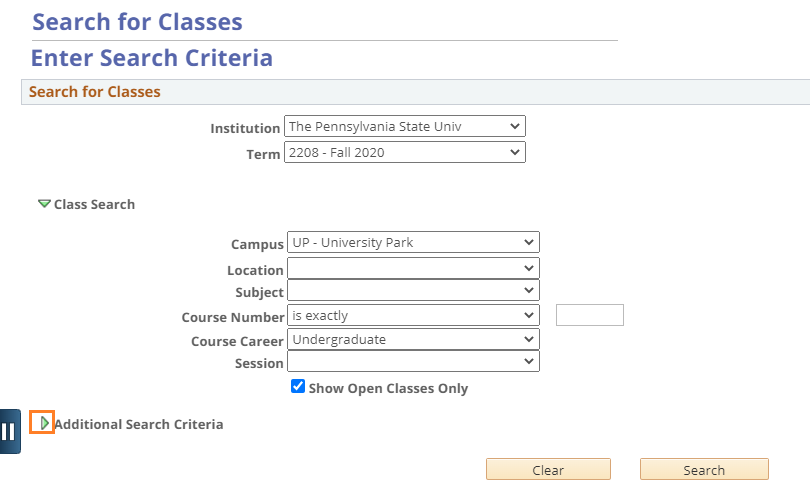 Search for Classes
Enter Search Criteria
Search for Classes
Institution The Pennsylvania State Univ
Term 2208 - Fall 2020
Class Search
Campus UP - University Park
Location
Subject
Course Number is exactly
Course Career Undergraduate
Session
Show Open Classes Only
Additional Search Criteria
Clear Search